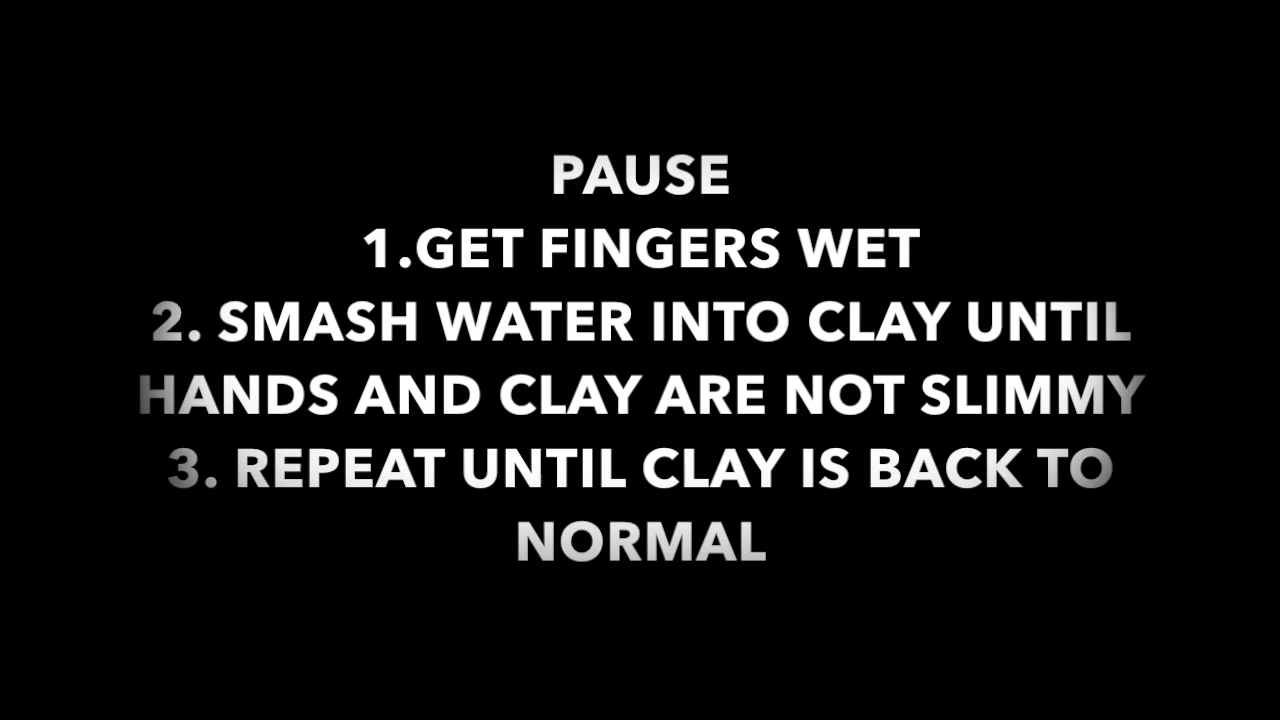 PAUSE
1.GET FINGERS WET
2. SMASH WATER INTO CLAY UNTIL
HANDS AND CLAY ARE NOT SLIMMY
3. REPEAT UNTIL CLAY IS BACK TO
NORMAL